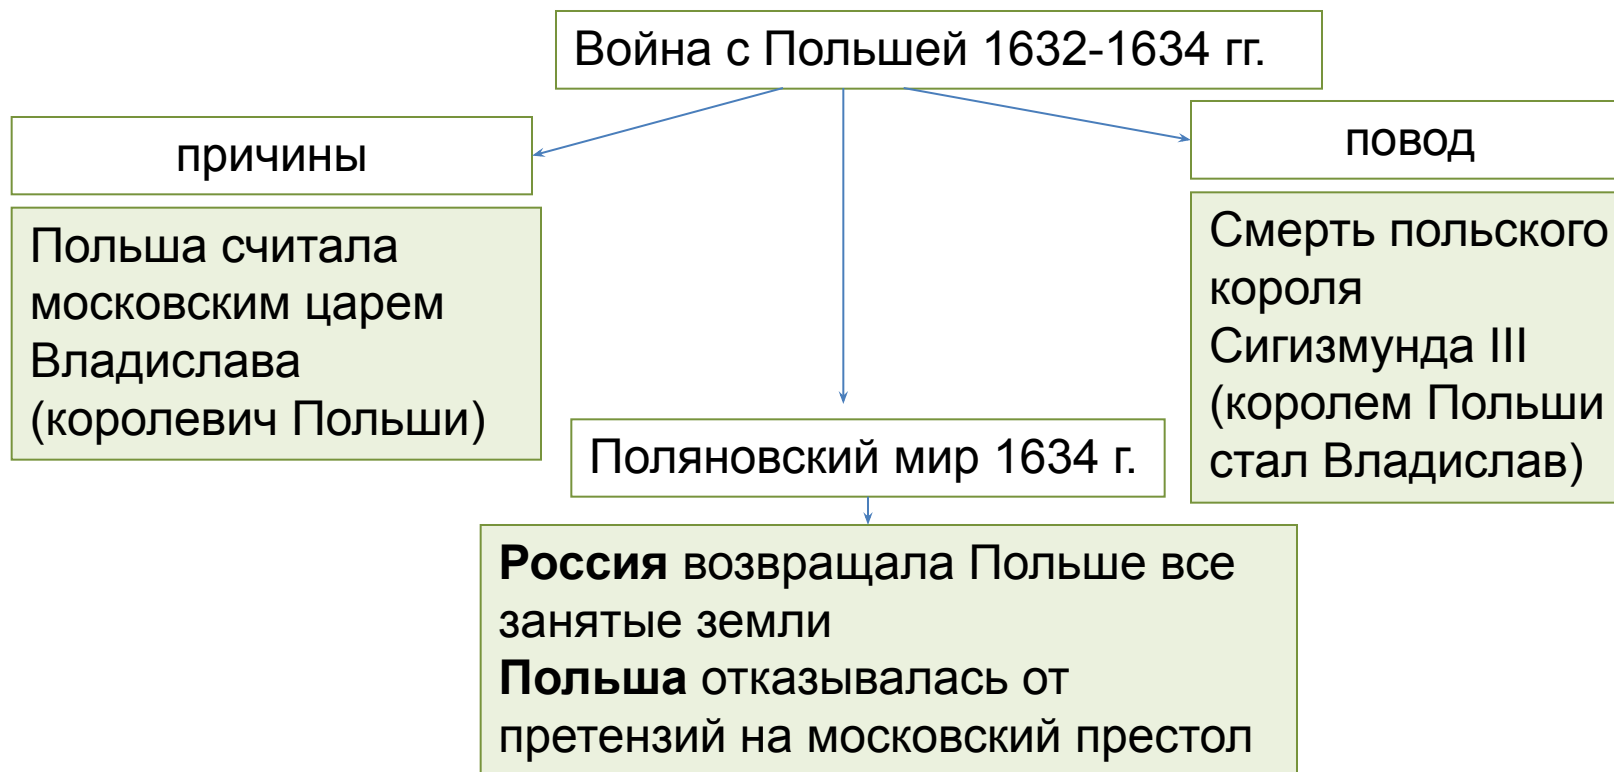 Война с Польшей 1632-1634 гг.
причины
Польша считала
московским царем
Владислава
(королевич Польши)
повод
Смерть польского
короля
Сигизмунда III
(королем Польши
стал Владислав)
Поляновский мир 1634 г.
Россия возвращала Польше все
занятые земли
Польша отказывалась от
претензий на московский престол